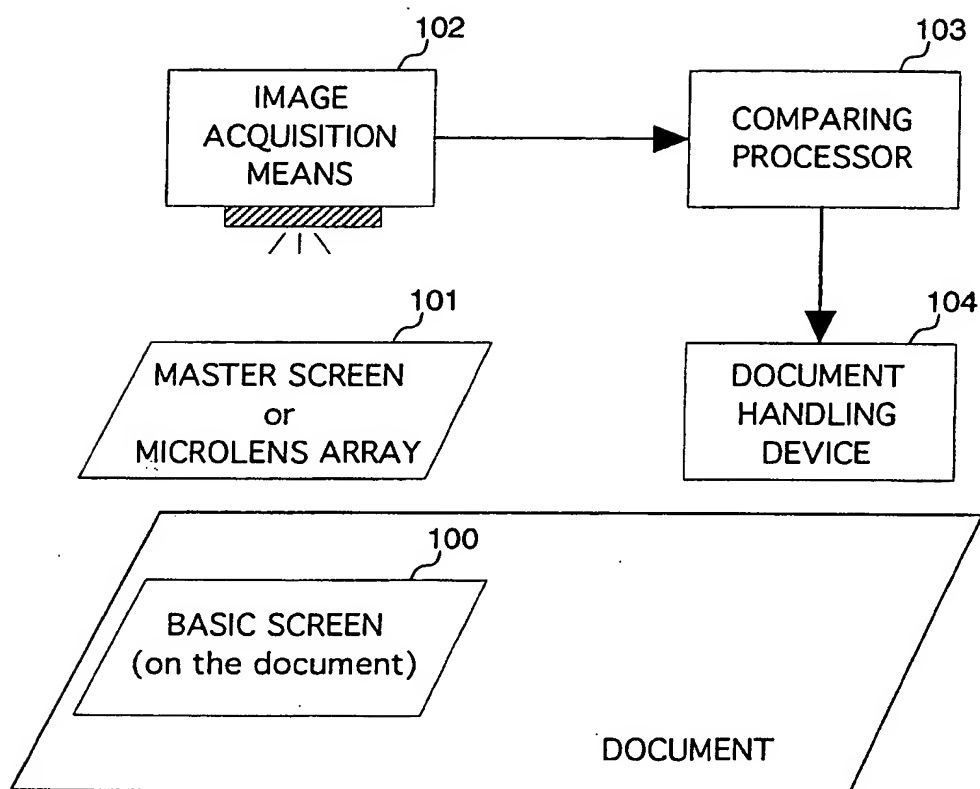 102
IMAGE
ACQUISITION
MEANS
103
COMPARING
PROCESSOR
101
MASTER SCREEN
or
MICROLENS ARRAY
104
DOCUMENT
HANDLING
DEVICE
100
BASIC SCREEN
(on the document)
DOCUMENT